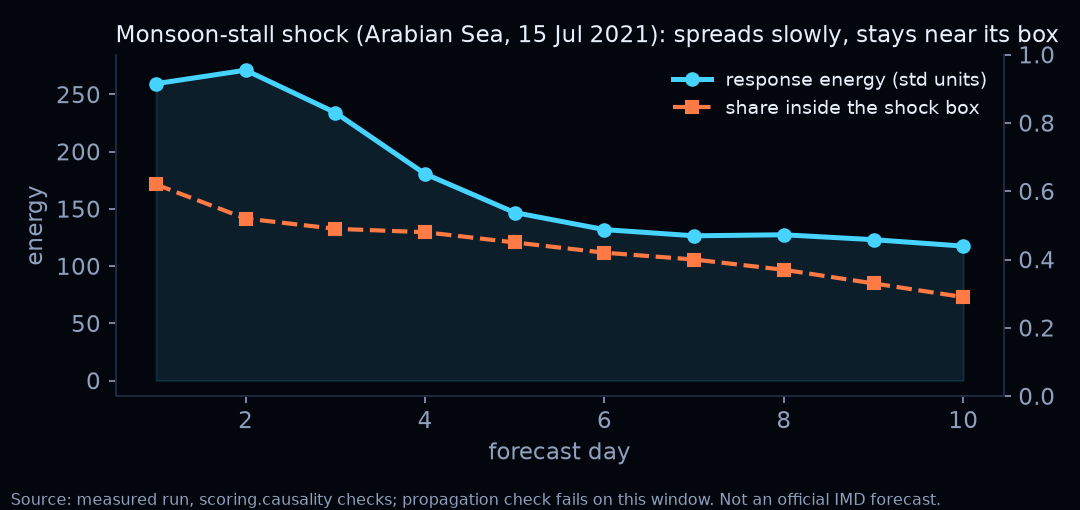 Monsoon-stall shock (Arabian Sea, 15 Jul 2021): spreads slowly, stays near its box
response energy (std units)
share inside the shock box
energy
250
200
150
100
50
0
1.0
0.8
0.6
0.4
0.2
0.0
2 4 6 8 10
forecast day
Source: measured run, scoring.causality checks; propagation check fails on this window. Not an official IMD forecast.